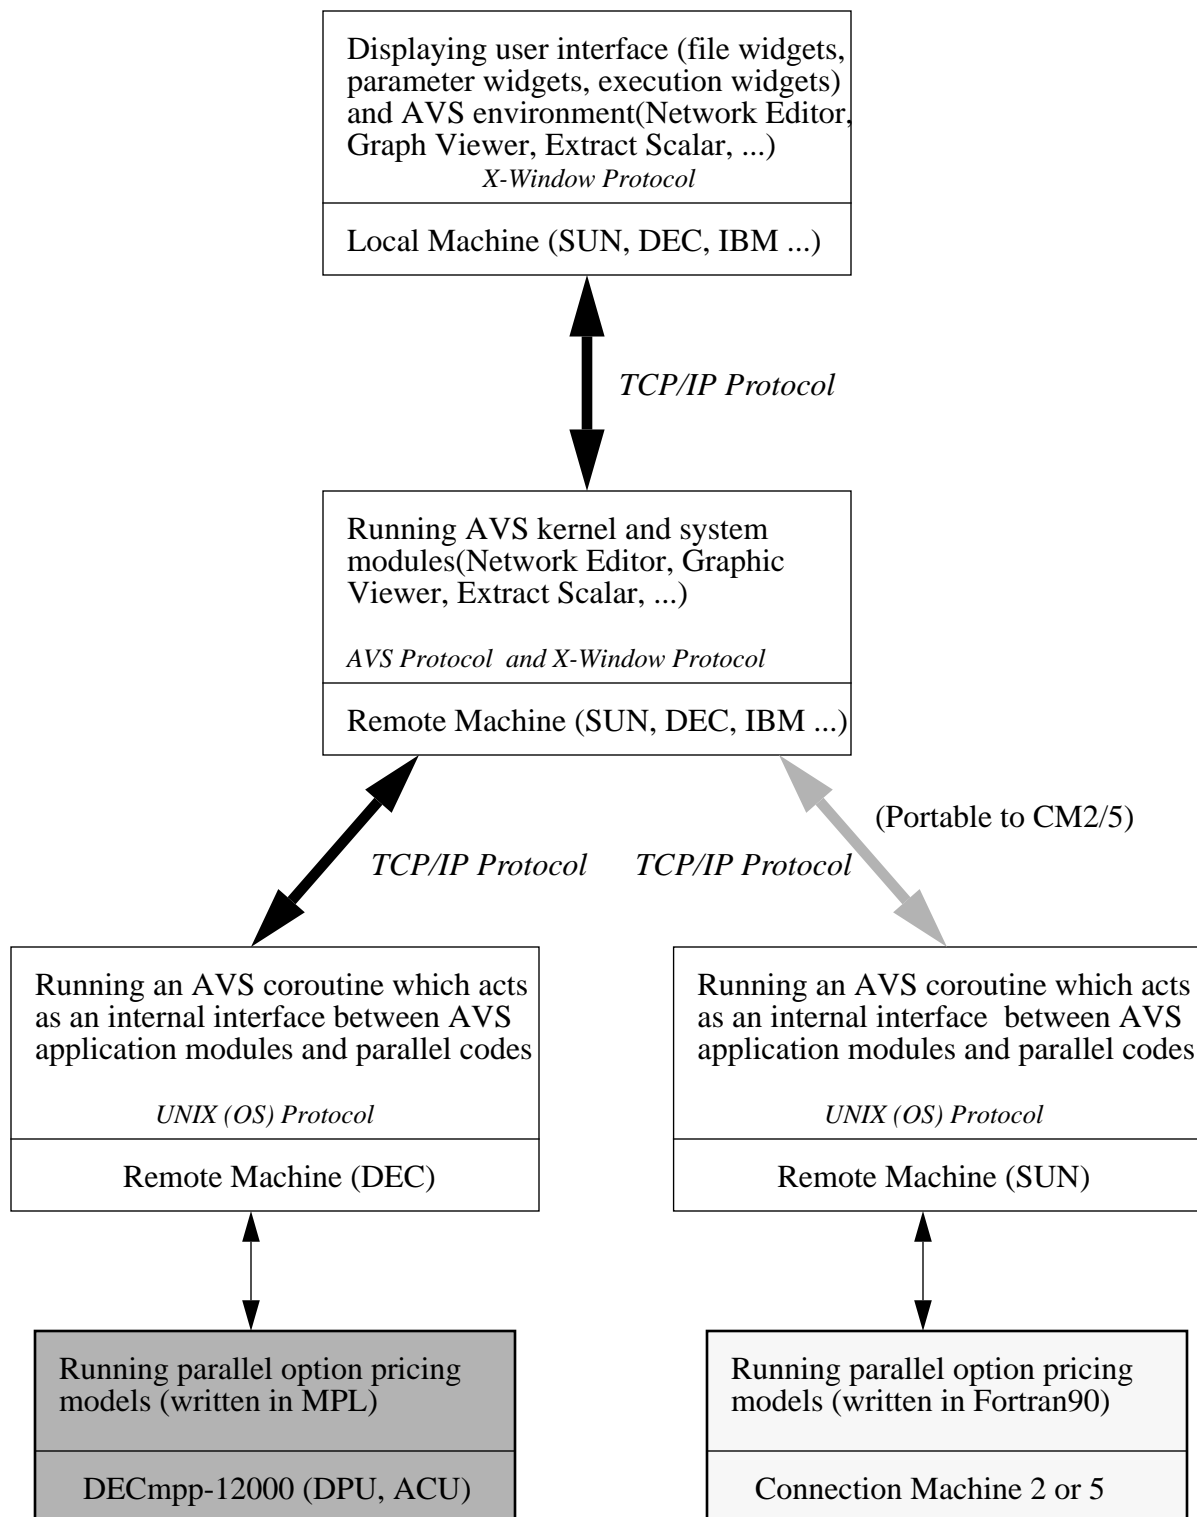 Displaying user interface (file widgets,
parameter widgets, execution widgets)
and AVS environment(Network Editor,
Graph Viewer, Extract Scalar, ...)
X-Window Protocol
Local Machine (SUN, DEC, IBM ...)
TCP/IP Protocol
Running AVS kernel and system
modules(Network Editor, Graphic
Viewer, Extract Scalar, ...)
AVS Protocol  and X-Window Protocol
Remote Machine (SUN, DEC, IBM ...)
(Portable to CM2/5)
TCP/IP Protocol
TCP/IP Protocol
Running an AVS coroutine which acts
as an internal interface between AVS
application modules and parallel codes
UNIX (OS) Protocol
Remote Machine (DEC)
Running an AVS coroutine which acts
as an internal interface  between AVS
application modules and parallel codes
UNIX (OS) Protocol
Remote Machine (SUN)
Running parallel option pricing
models (written in MPL)
DECmpp-12000 (DPU, ACU)
Running parallel option pricing
models (written in Fortran90)
Connection Machine 2 or 5